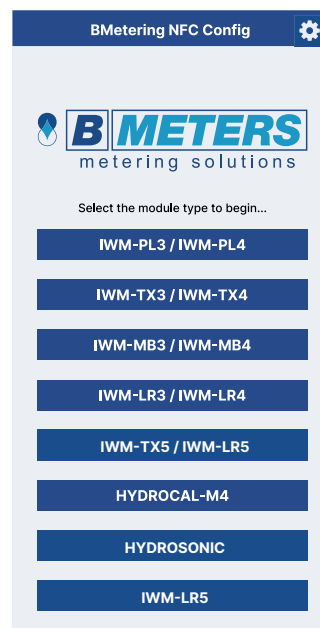 BMetering NFC Config
B METERS
metering solutions
Select the module type to begin...
IWM-PL3 / IWM-PL4
IWM-TX3 / IWM-TX4
IWM-MB3 / IWM-MB4
IWM-LR3 / IWM-LR4
IWM-TX5 / IWM-LR5
HYDROCAL-M4
HYDROSONIC
IWM-LR5